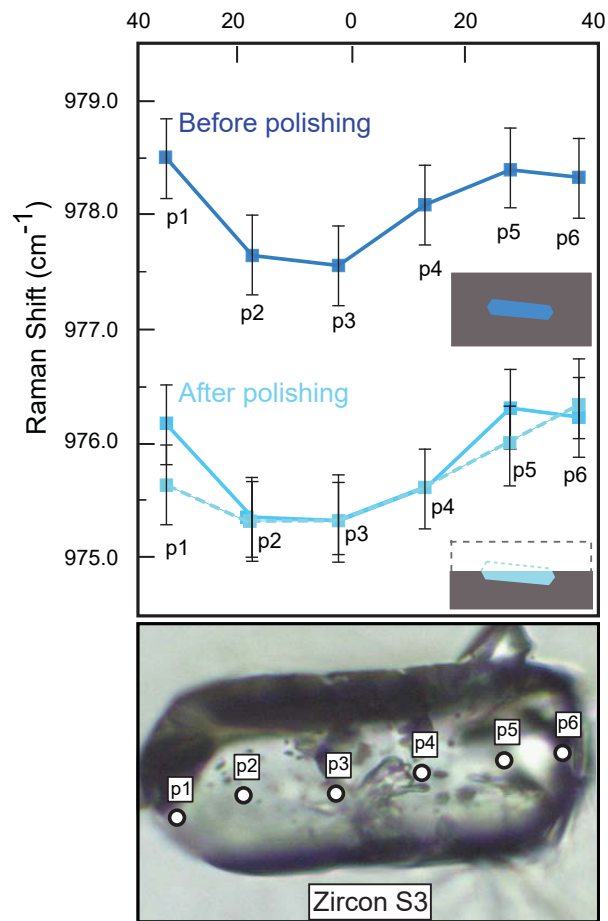 40 20 0 20 40
979.0
Before polishing
p1
978.0
p5
p4
p6
p2
p3
977.0
Raman Shift (cm-1)
After polishing
976.0
p5
p6
p4
p1
p2
p3
975.0
p6
p5
p4
p2
p3
p1
Zircon S3